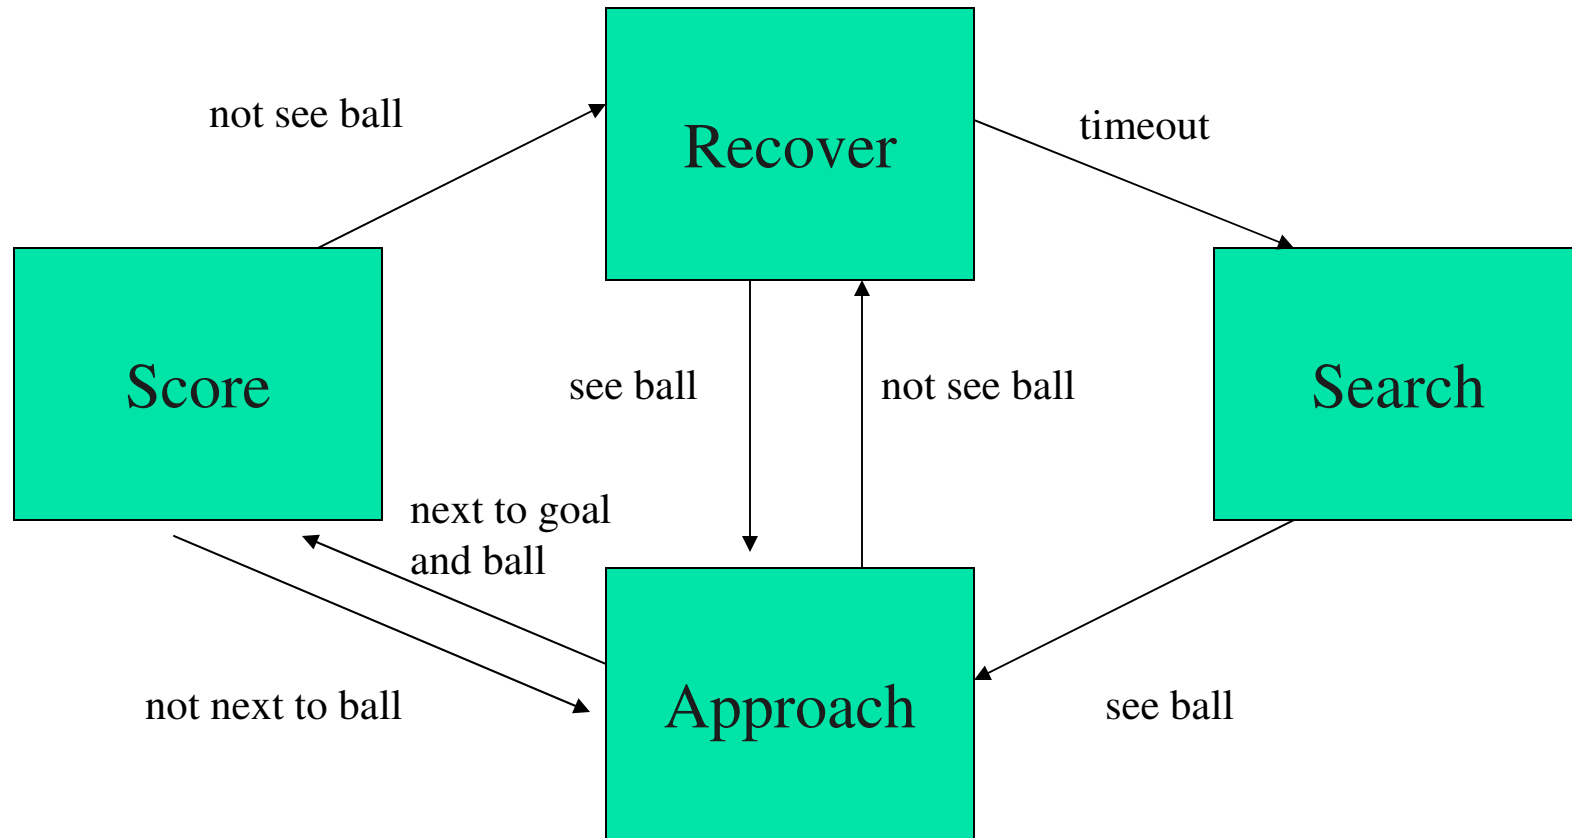 not see ball
Recover
timeout
Score
see ball
not see ball
Search
next to goal
and ball
not next to ball
Approach
see ball